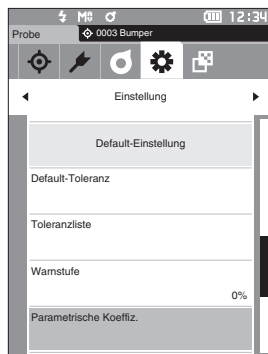 12:34
Probe
0003 Bumper
Einstellung
Default-Einstellung
Default-Toleranz
Toleranzliste
Warnstufe
0%
Parametrische Koeffiz.